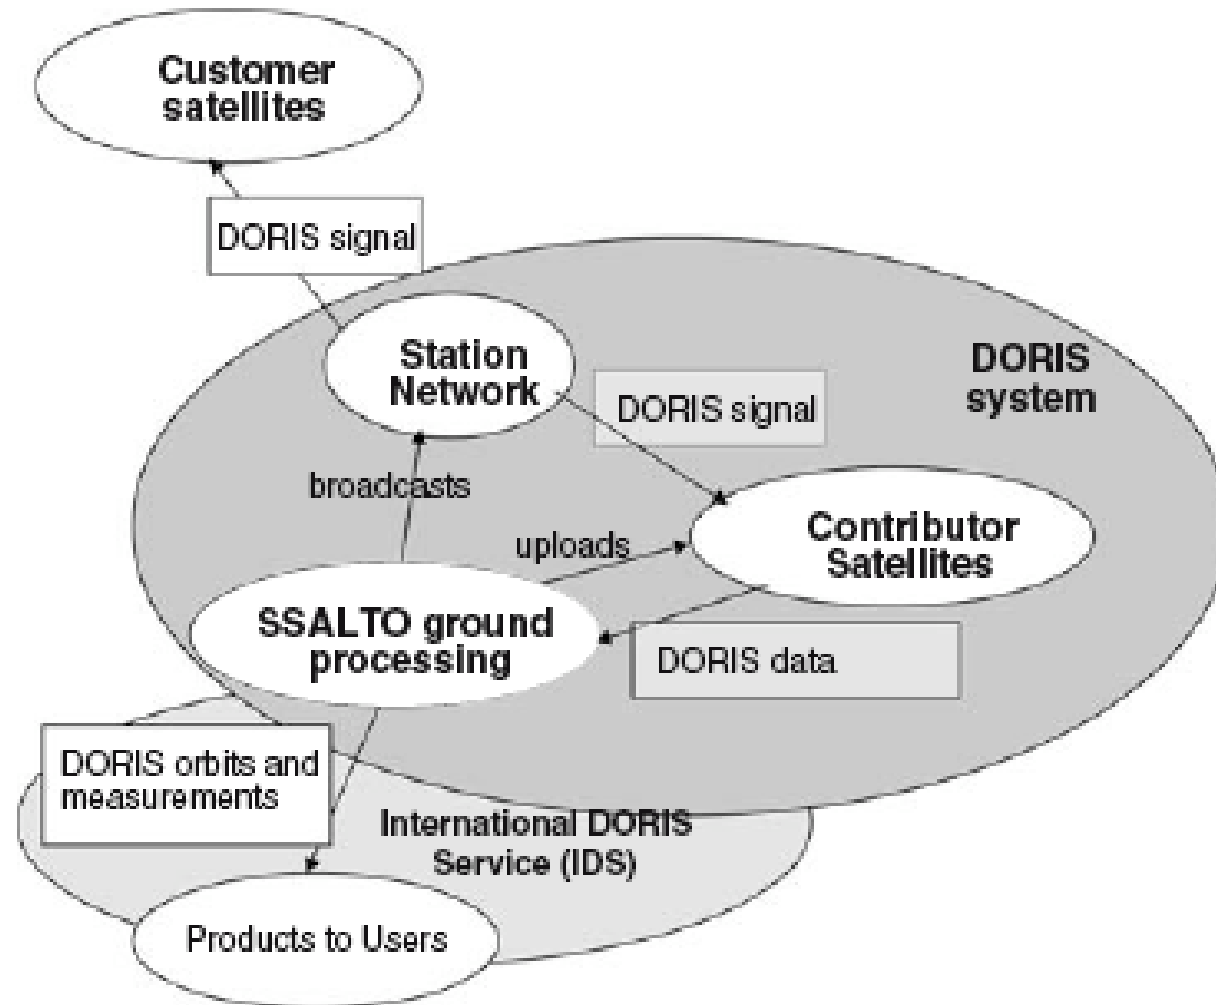 Customer
satellites
DORIS signal
Station
Network
DORIS signal
DORIS
system
broadcasts
uploads
Contributor
Satellites
SSALTO ground
processing
DORIS data
DORIS orbits and
measurements
International DORIS
Service (IDS)
Products to Users